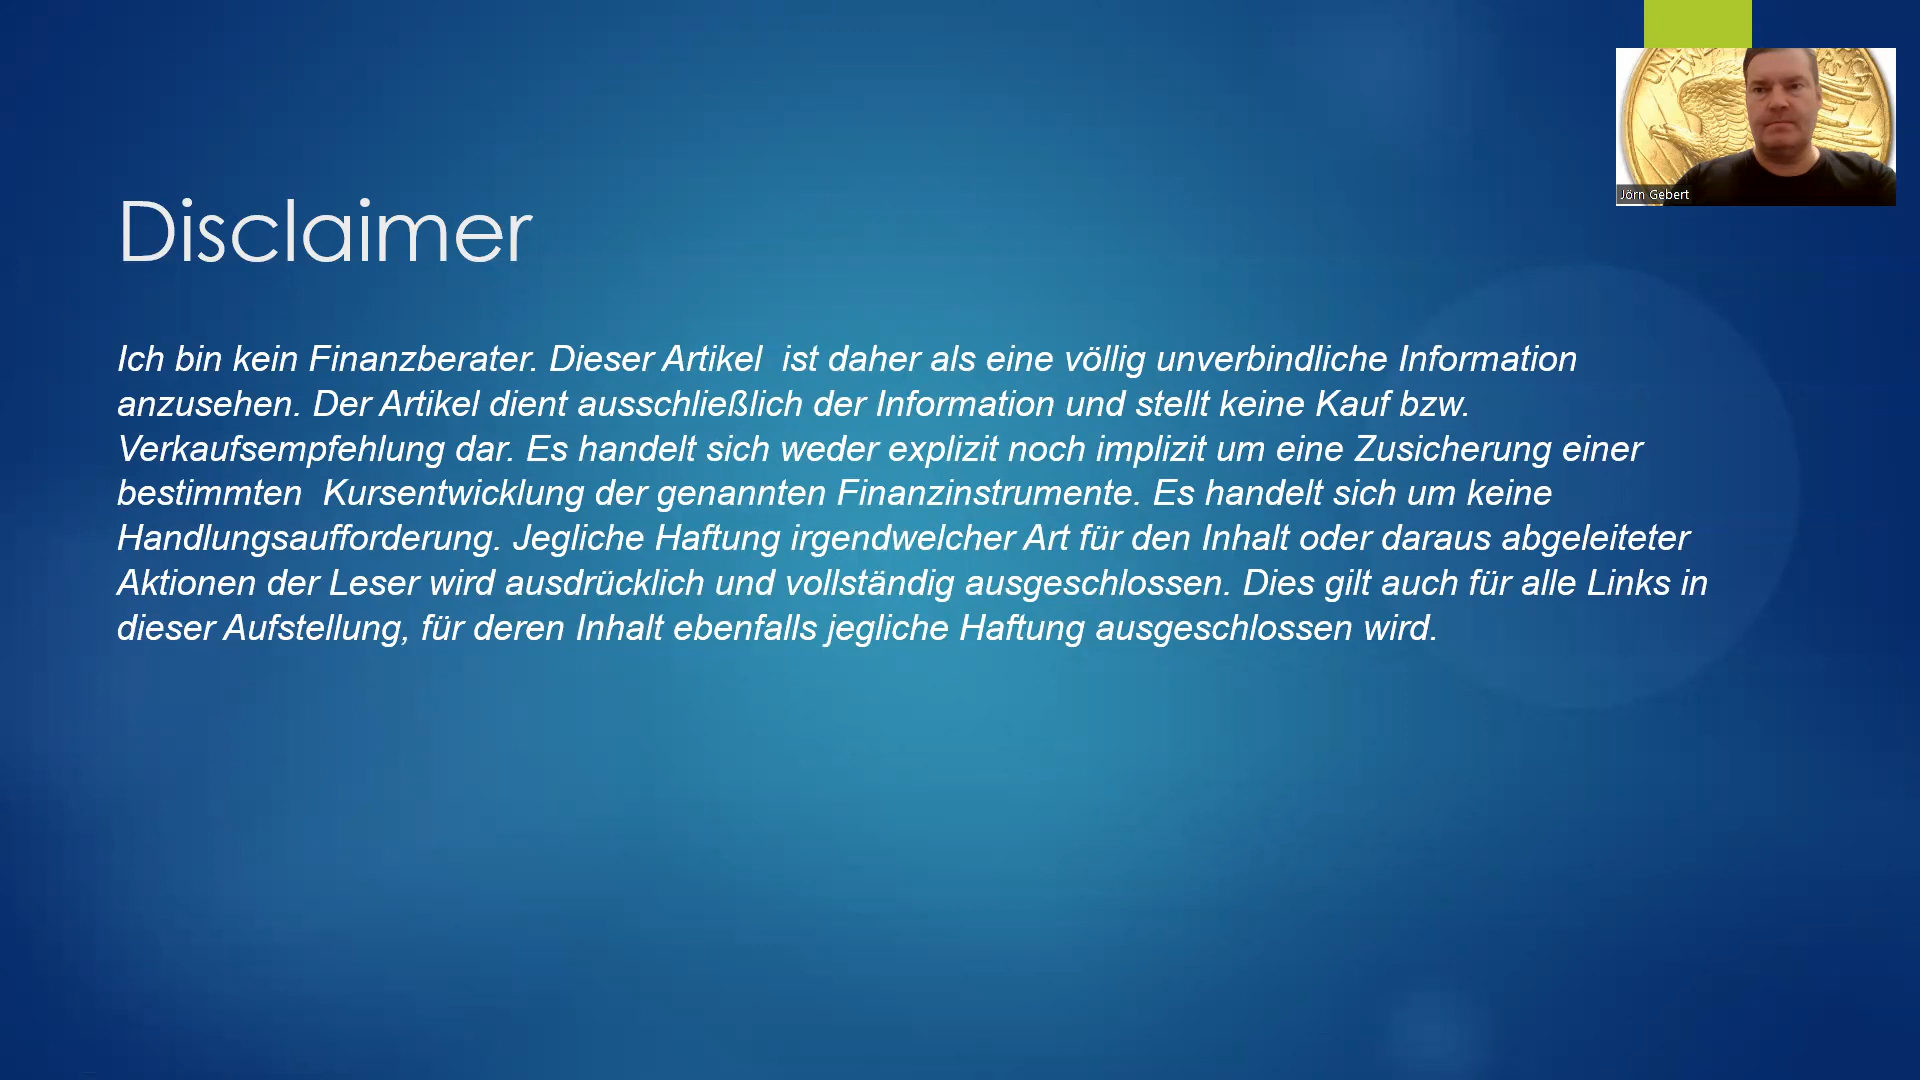 Disclaimer
Jörn Gebert
Ich bin kein Finanzberater. Dieser Artikel  ist daher als eine völlig unverbindliche Information
anzusehen. Der Artikel dient ausschließlich der Information und stellt keine Kauf bzw.
Verkaufsempfehlung dar. Es handelt sich weder explizit noch implizit um eine Zusicherung einer
bestimmten  Kursentwicklung der genannten Finanzinstrumente. Es handelt sich um keine
Handlungsaufforderung. Jegliche Haftung irgendwelcher Art für den Inhalt oder daraus abgeleiteter
Aktionen der Leser wird ausdrücklich und vollständig ausgeschlossen. Dies gilt auch für alle Links in
dieser Aufstellung, für deren Inhalt ebenfalls jegliche Haftung ausgeschlossen wird.